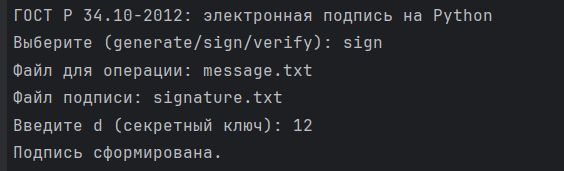 ГОСТ Р 34.10-2012: электронная подпись на Python
Выберите (generate/sign/verify): sign
Файл для операции: message.txt
Файл подписи: signature.txt
Введите d (секретный ключ): 12
Подпись сформирована.